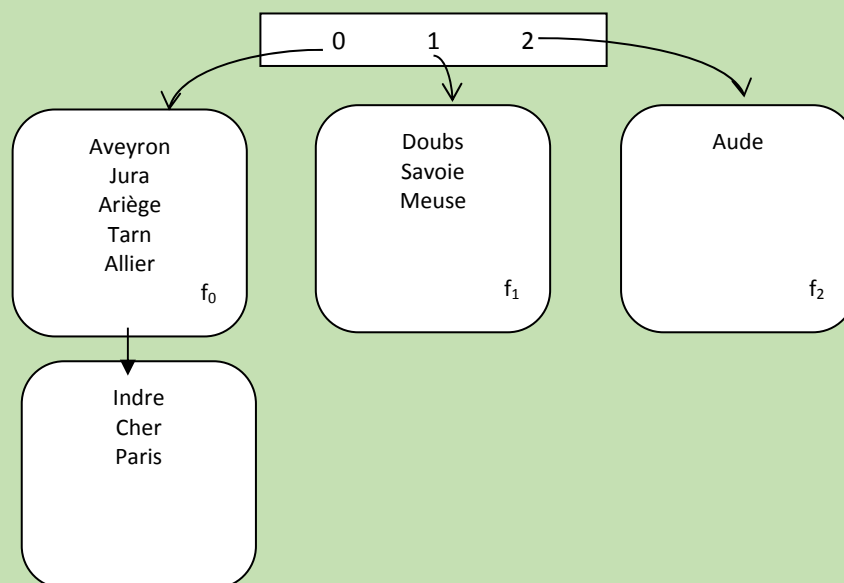 0 1 2
Aveyron
Jura
Ariège
Tarn
Allier
f₀
Doubs
Savoie
Meuse
f₁
Aude
f₂
Indre
Cher
Paris